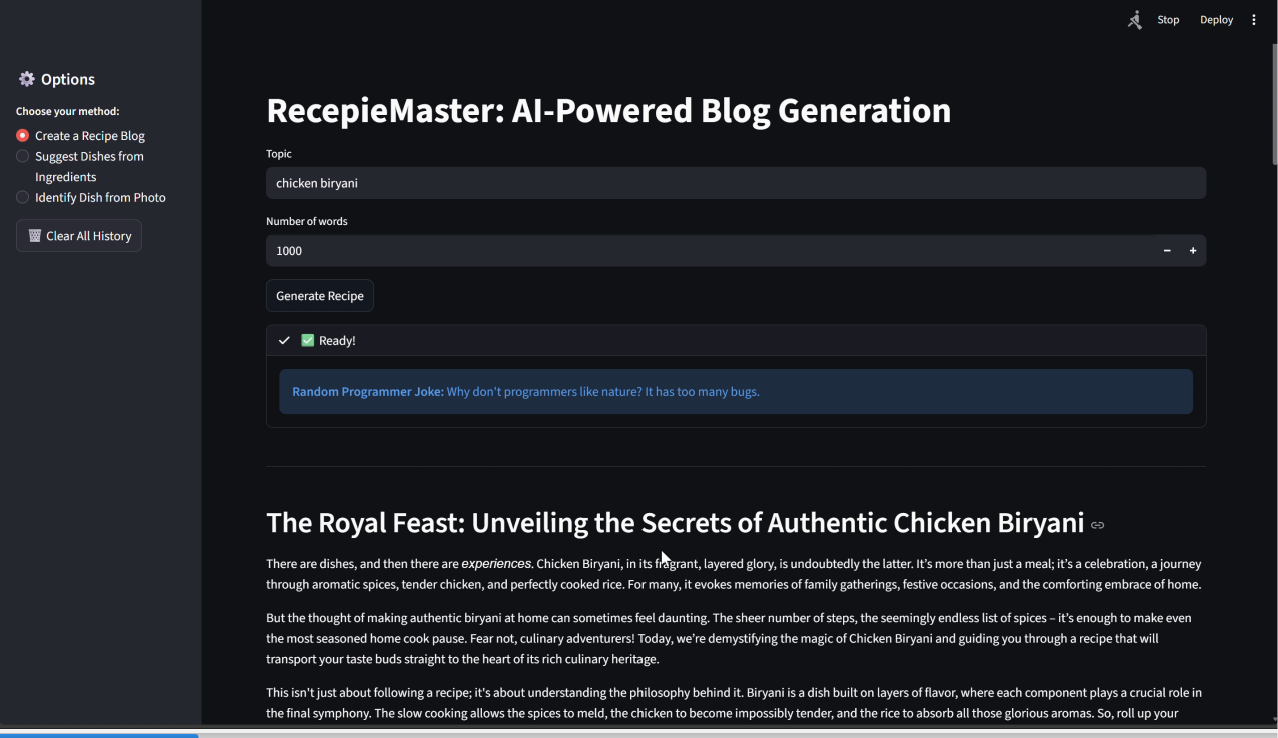 Stop
Deploy
Options
Choose your method:
Create a Recipe Blog
Suggest Dishes from
Ingredients
Identify Dish from Photo
Clear All History
RecepieMaster: AI-Powered Blog Generation
Topic
chicken biryani
Number of words
1000
Generate Recipe
Ready!
Random Programmer Joke: Why don't programmers like nature? It has too many bugs.
The Royal Feast: Unveiling the Secrets of Authentic Chicken Biryani
There are dishes, and then there are experiences. Chicken Biryani, in its fragrant, layered glory, is undoubtedly the latter. It's more than just a meal; it's a celebration, a journey
through aromatic spices, tender chicken, and perfectly cooked rice. For many, it evokes memories of family gatherings, festive occasions, and the comforting embrace of home.
But the thought of making authentic biryani at home can sometimes feel daunting. The sheer number of steps, the seemingly endless list of spices – it's enough to make even
the most seasoned home cook pause. Fear not, culinary adventurers! Today, we're demystifying the magic of Chicken Biryani and guiding you through a recipe that will
transport your taste buds straight to the heart of its rich culinary heritage.
This isn't just about following a recipe; it's about understanding the philosophy behind it. Biryani is a dish built on layers of flavor, where each component plays a crucial role in
the final symphony. The slow cooking allows the spices to meld, the chicken to become impossibly tender, and the rice to absorb all those glorious aromas. So, roll up your